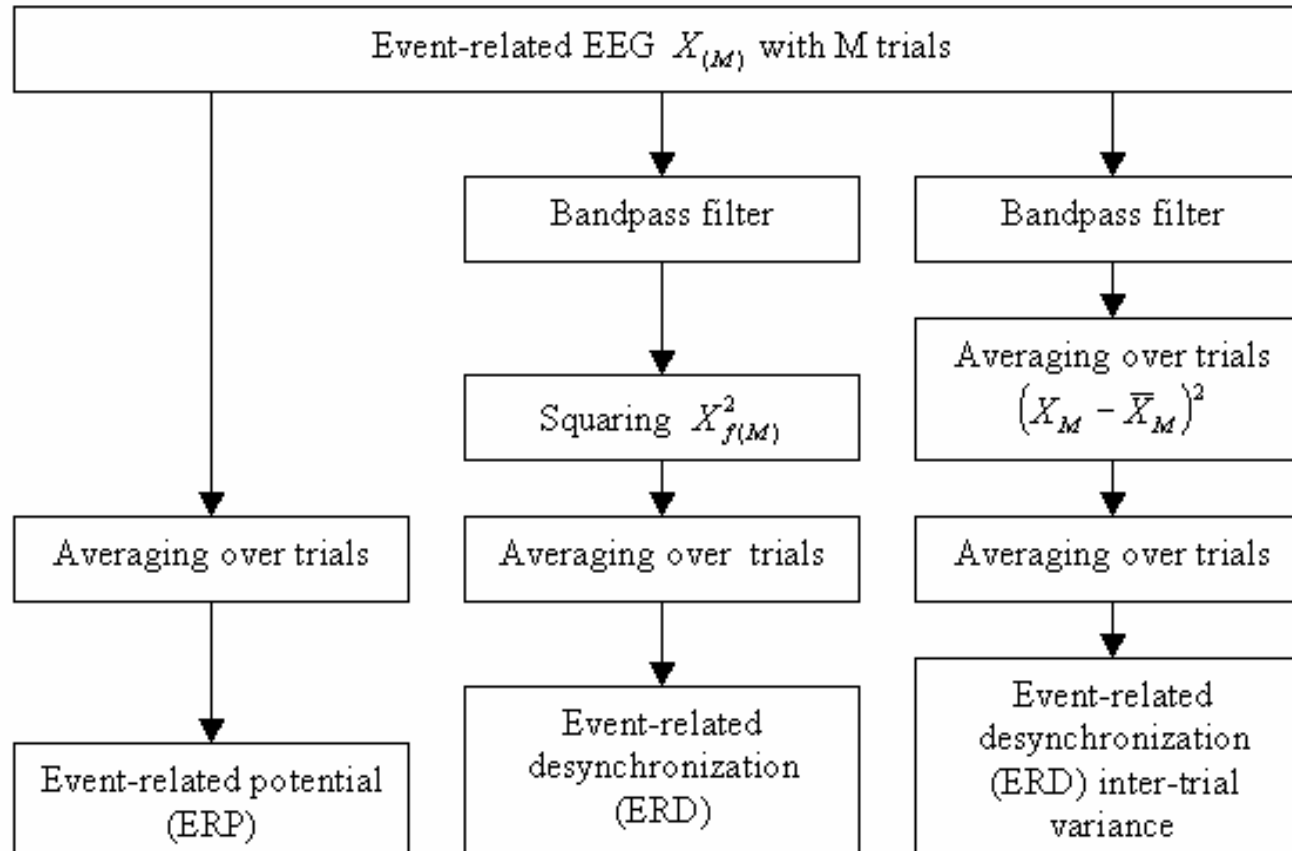 Event-related EEG X(M) with M trials
Bandpass filter
Bandpass filter
Averaging over trials
(X_M − X̅_M)²
Squaring X²f(M)
Averaging over trials
Averaging over trials
Averaging over trials
Event-related potential
(ERP)
Event-related
desynchronization
(ERD)
Event-related
desynchronization
(ERD) inter-trial
variance